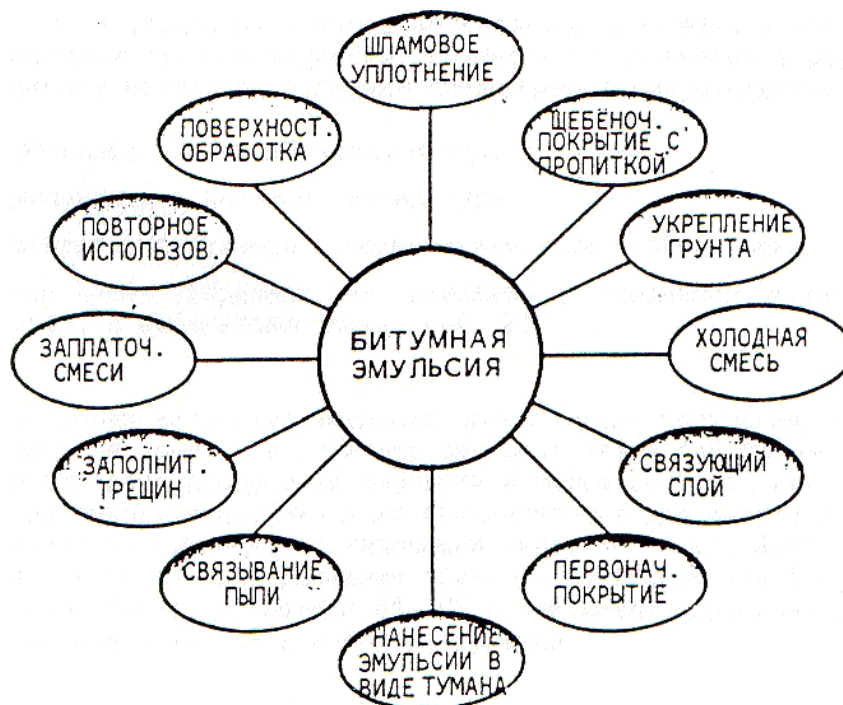 ШЛАМОВОЕ
УПЛОТНЕНИЕ
ЩЕБЁНОЧ.
ПОКРЫТИЕ С
ПРОПИТКОЙ
УКРЕПЛЕНИЕ
ГРУНТА
ХОЛОДНАЯ
СМЕСЬ
СВЯЗУЮЩИЙ
СЛОЙ
ПЕРВОНАЧ.
ПОКРЫТИЕ
НАНЕСЕНИЕ
ЭМУЛЬСИИ В
ВИДЕ ТУМАНА
СВЯЗЫВАНИЕ
ПЫЛИ
ЗАПОЛНИТ.
ТРЕЩИН
ЗАПЛАТОЧ.
СМЕСИ
ПОВТОРНОЕ
ИСПОЛЬЗОВ.
ПОВЕРХНОСТ.
ОБРАБОТКА
БИТУМНАЯ
ЭМУЛЬСИЯ